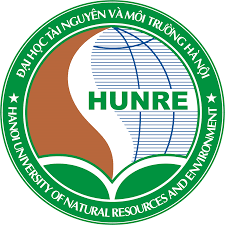 ĐẠI HỌC TÀI NGUYÊN VÀ MÔI TRƯỜNG HÀ NỘI
HUNRE
HANOI UNIVERSITY OF NATURAL RESOURCES AND ENVIRONMENT